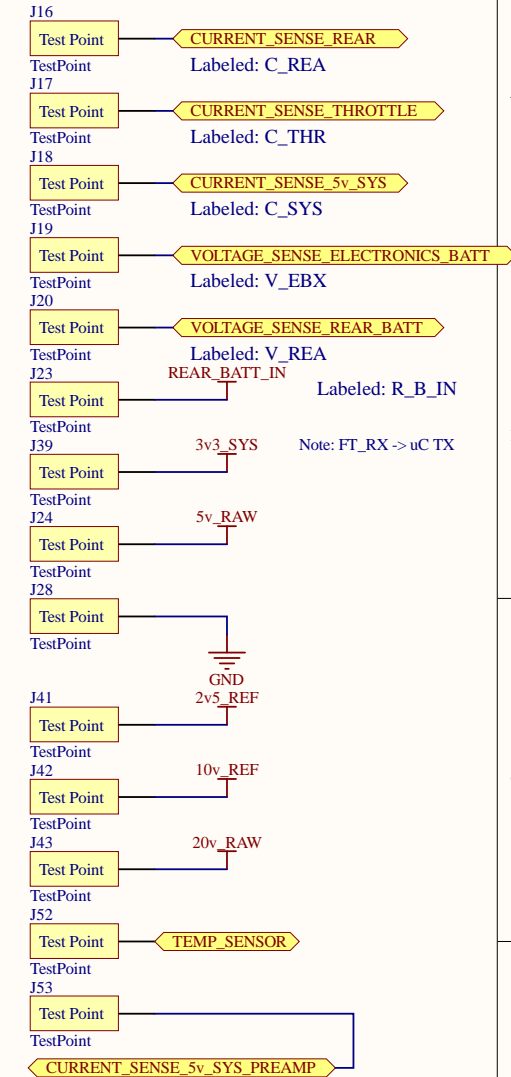 J16
Test Point
CURRENT_SENSE_REAR
TestPoint
Labeled: C_REA
J17
Test Point
CURRENT_SENSE_THROTTLE
TestPoint
Labeled: C_THR
J18
Test Point
CURRENT_SENSE_5v_SYS
TestPoint
Labeled: C_SYS
J19
Test Point
VOLTAGE_SENSE_ELECTRONICS_BATT
TestPoint
Labeled: V_EBX
J20
Test Point
VOLTAGE_SENSE_REAR_BATT
TestPoint
Labeled: V_REA
J23
REAR_BATT_IN
Test Point
Labeled: R_B_IN
TestPoint
J39
3v3_SYS
Note: FT_RX -> uC TX
Test Point
TestPoint
J24
5v_RAW
Test Point
TestPoint
J28
Test Point
TestPoint
GND
J41
2v5_REF
Test Point
TestPoint
J42
10v_REF
Test Point
TestPoint
J43
20v_RAW
Test Point
TestPoint
J52
Test Point
TEMP_SENSOR
TestPoint
J53
Test Point
TestPoint
CURRENT_SENSE_5v_SYS_PREAMP